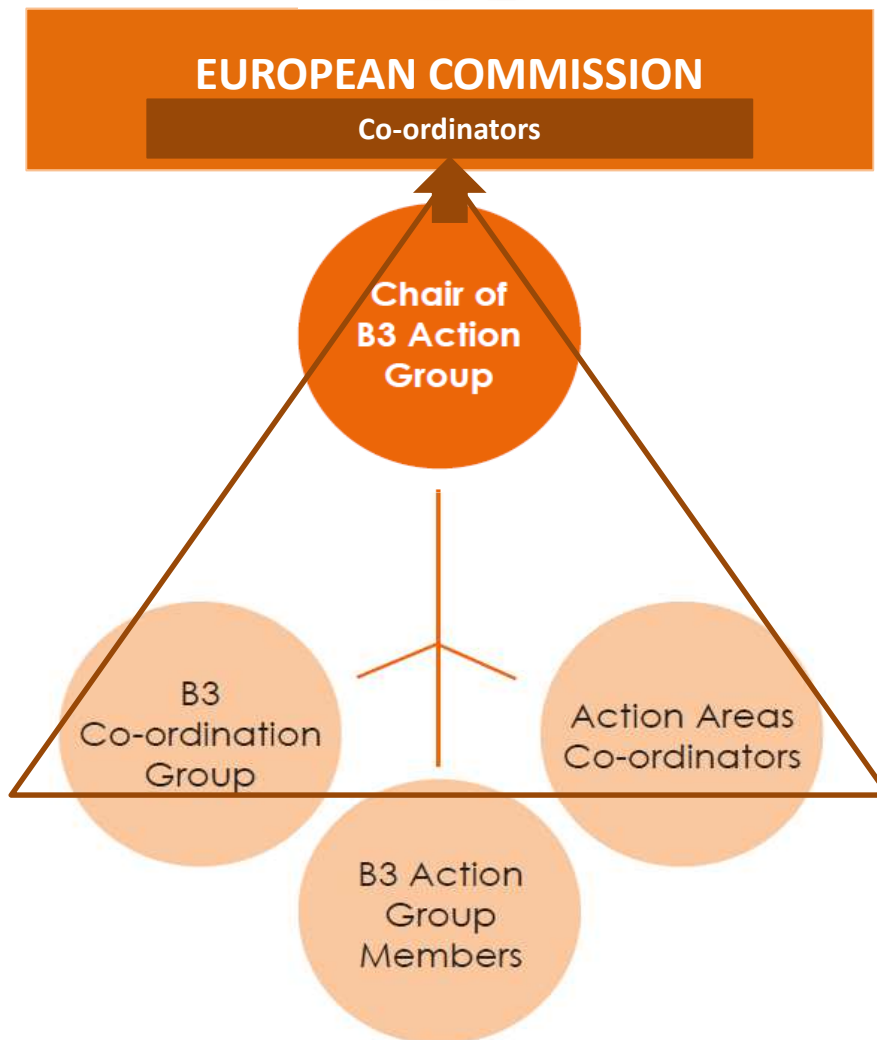 EUROPEAN COMMISSION
Co-ordinators
Chair of
B3 Action
Group
B3
Co-ordination
Group
Action Areas
Co-ordinators
B3 Action
Group
Members